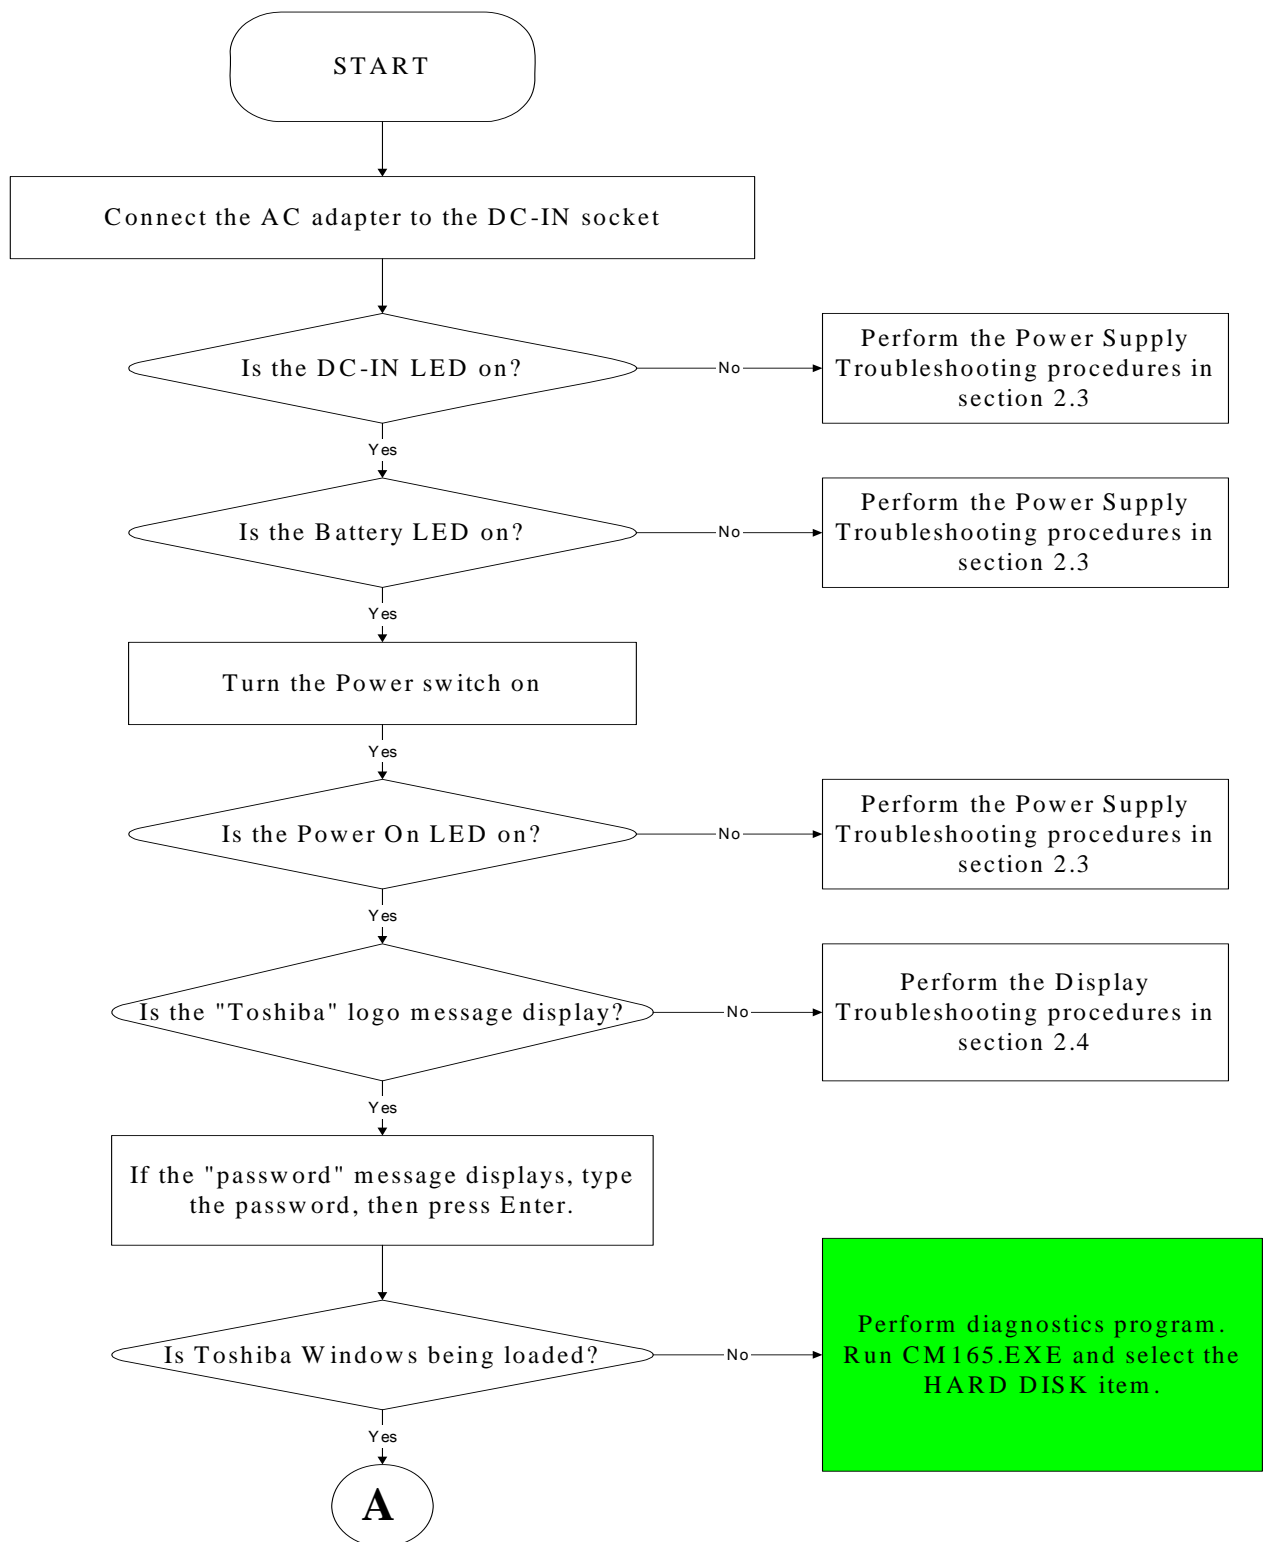 START
Connect the AC adapter to the DC-IN socket
Is the DC-IN LED on?
No
Perform the Power Supply
Troubleshooting procedures in
section 2.3
Yes
Is the Battery LED on?
No
Perform the Power Supply
Troubleshooting procedures in
section 2.3
Yes
Turn the Power switch on
Yes
Is the Power On LED on?
No
Perform the Power Supply
Troubleshooting procedures in
section 2.3
Yes
Is the "Toshiba" logo message display?
No
Perform the Display
Troubleshooting procedures in
section 2.4
Yes
If the "password" message displays, type
the password, then press Enter.
Is Toshiba Windows being loaded?
No
Perform diagnostics program.
Run CM165.EXE and select the
HARD DISK item.
Yes
A